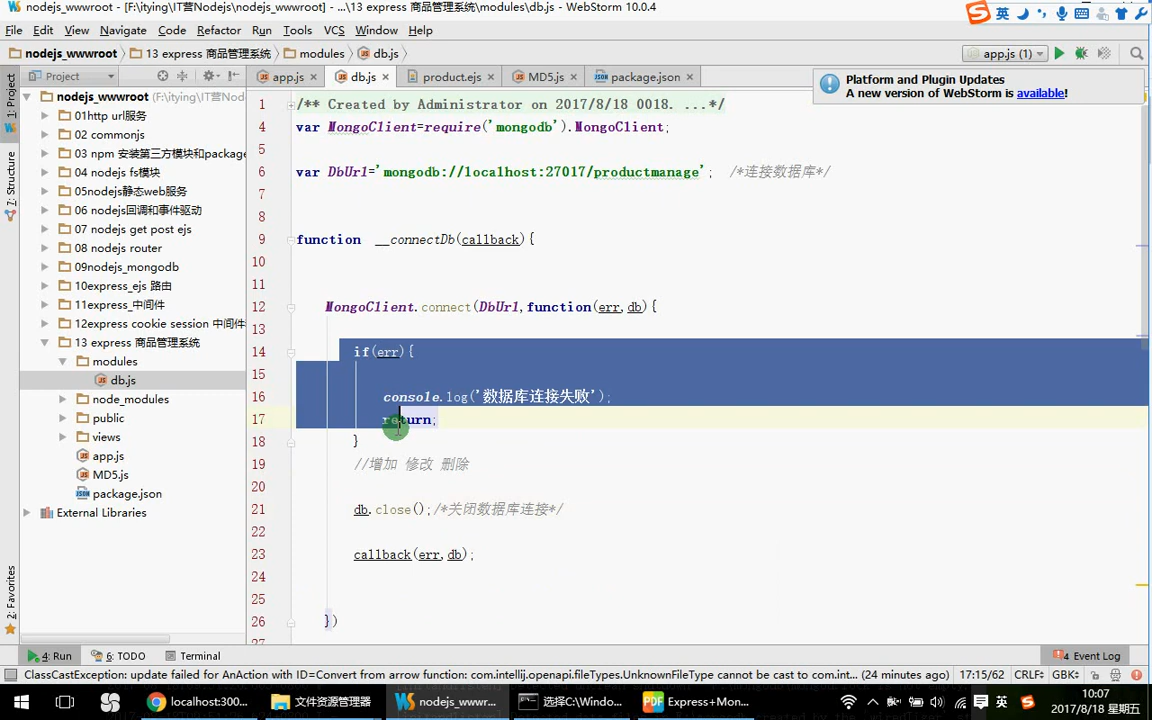 nodejs_wwwroot - [F:\itying\IT营Nodejs\nodejs_wwwroot] - ...\13 express 商品管理系统\modules\db.js - WebStorm 10.0.4
File Edit View Navigate Code Refactor Run Tools VCS Window Help
英
nodejs_wwwroot 13 express 商品管理系统 modules db.js
app.js (1)
Project
app.js db.js product.ejs MD5.js package.json
Platform and Plugin Updates
A new version of WebStorm is available!
1: Project
Z: Structure
2: Favorites
nodejs_wwwroot (F:\itying\IT营Nod
01http url服务
02 commonjs
03 npm 安装第三方模块和package
04 nodejs fs模块
05nodejs静态web服务
06 nodejs回调和事件驱动
07 nodejs get post ejs
08 nodejs router
09nodejs_mongodb
10express_ejs 路由
11express_中间件
12express cookie session 中间件
13 express 商品管理系统
modules
db.js
node_modules
public
views
app.js
MD5.js
package.json
External Libraries
1 /** Created by Administrator on 2017/8/18 0018. ...*/
4 var MongoClient=require('mongodb').MongoClient;
5
6 var DbUrl='mongodb://localhost:27017/productmanage'; /*连接数据库*/
7
8
9 function __connectDb(callback){
10
11
12 MongoClient.connect(DbUrl,function(err,db){
13
14 if(err){
15
16 console.log('数据库连接失败');
17 return;
18 }
19 //增加 修改 删除
20
21 db.close();/*关闭数据库连接*/
22
23 callback(err,db);
24
25
26 })
27
4: Run 6: TODO Terminal 4 Event Log
ClassCastException: update failed for AnAction with ID=Convert from arrow function: com.intellij.openapi.fileTypes.UnknownFileType cannot be cast to com.int... (24 minutes ago) 17:15/62 CRLF÷ GBK÷
localhost:300... 文件资源管理器 nodejs_wwwr... 选择C:\Windo... Express+Mon... 英 10:07
2017/8/18 星期五